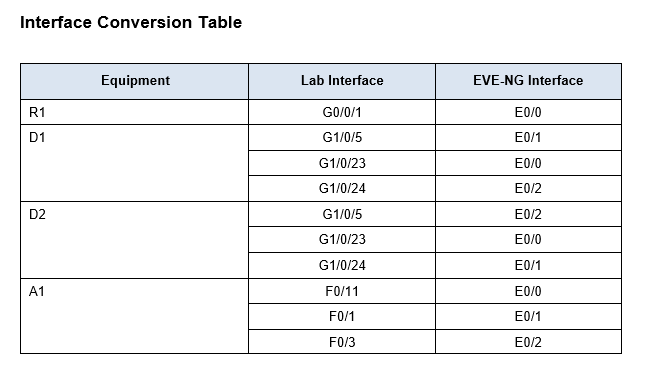 Interface Conversion Table
Equipment Lab Interface EVE-NG Interface
R1 G0/0/1 E0/0
D1 G1/0/5 E0/1
G1/0/23 E0/0
G1/0/24 E0/2
D2 G1/0/5 E0/2
G1/0/23 E0/0
G1/0/24 E0/1
A1 F0/11 E0/0
F0/1 E0/1
F0/3 E0/2